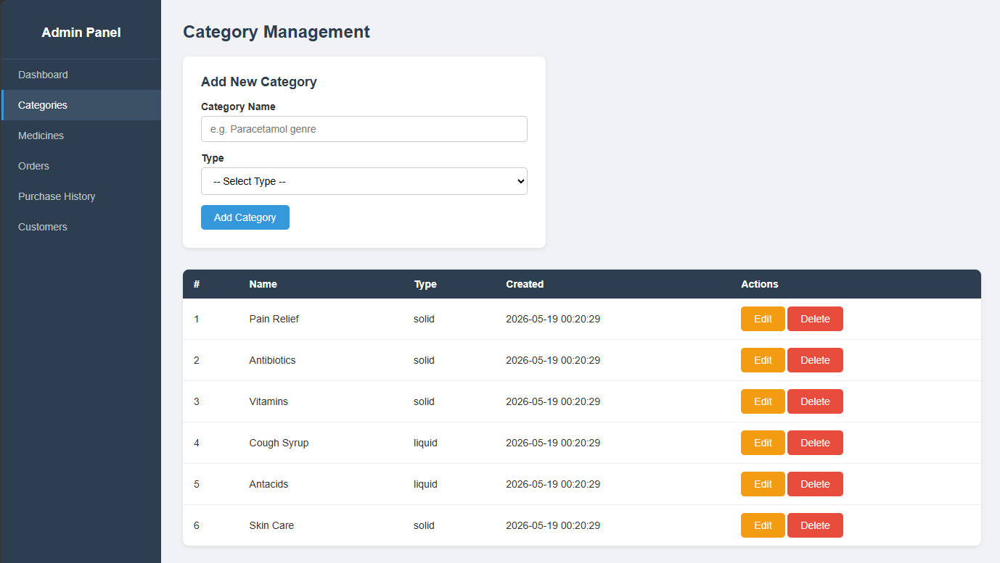 Admin Panel
Dashboard
Categories
Medicines
Orders
Purchase History
Customers
Category Management
Add New Category
Category Name
e.g. Paracetamol genre
Type
-- Select Type --
Add Category
# Name Type Created Actions
1 Pain Relief solid 2026-05-19 00:20:29 Edit Delete
2 Antibiotics solid 2026-05-19 00:20:29 Edit Delete
3 Vitamins solid 2026-05-19 00:20:29 Edit Delete
4 Cough Syrup liquid 2026-05-19 00:20:29 Edit Delete
5 Antacids liquid 2026-05-19 00:20:29 Edit Delete
6 Skin Care solid 2026-05-19 00:20:29 Edit Delete